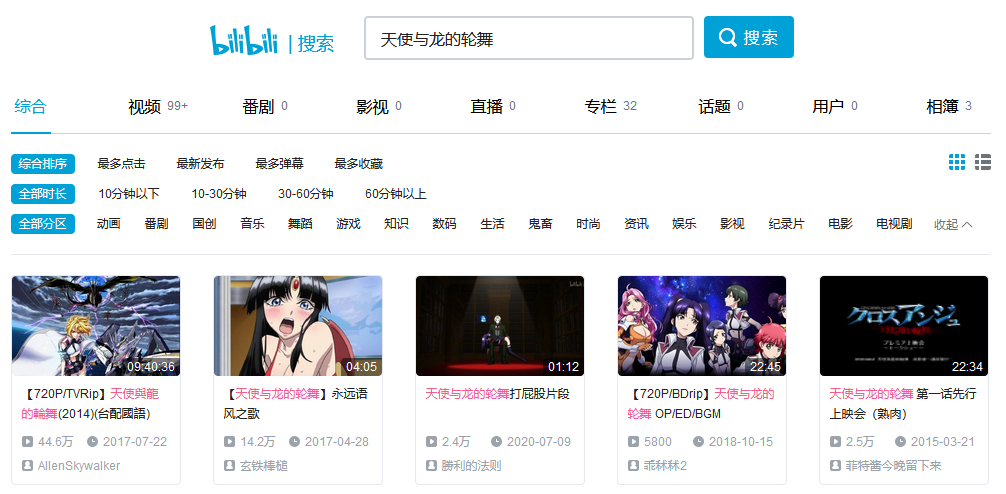 bilibili | 搜索 天使与龙的轮舞 搜索
综合 视频 99+ 番剧 0 影视 0 直播 0 专栏 32 话题 0 用户 0 相簿 3
综合排序 最多点击 最新发布 最多弹幕 最多收藏
全部时长 10分钟以下 10-30分钟 30-60分钟 60分钟以上
全部分区 动画 番剧 国创 音乐 舞蹈 游戏 知识 数码 生活 鬼畜 时尚 资讯 娱乐 影视 纪录片 电影 电视剧 收起
09:40:36
【720P/TVRip】天使與龍
的輪舞(2014)(台配國語)
44.6万 2017-07-22
AllenSkywalker
04:05
【天使与龙的轮舞】永远语
风之歌
14.2万 2017-04-28
玄铁棒槌
bilibili
01:12
天使与龙的轮舞打屁股片段
2.4万 2020-07-09
勝利的法则
22:45
【720P/BDrip】天使与龙的
轮舞 OP/ED/BGM
5800 2018-10-15
乖秝秝2
クロスアンジュ
プレミア上映会
22:34
天使与龙的轮舞 第一话先行
上映会（熟肉）
2.5万 2015-03-21
菲特酱今晚留下来